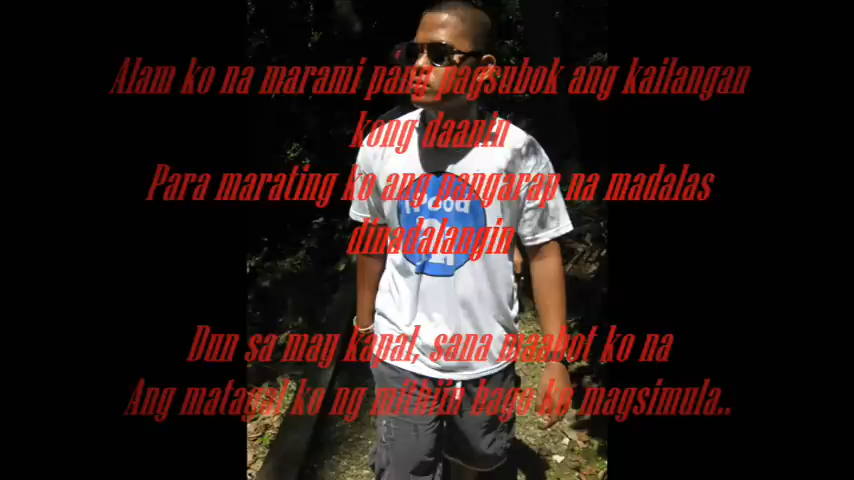 Alam ko na marami pang pagsubok ang kailangan
kong daanin
Para marating ko ang pangarap na madalas
dinadalangin
Dun sa may kapal, sana maabot ko na
Ang matagal ko ng mithiin bago ko magsimula..